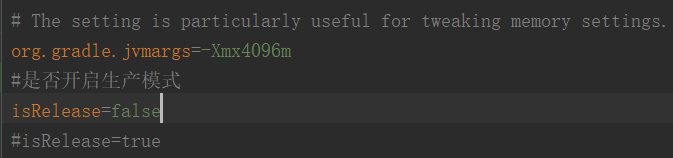 # The setting is particularly useful for tweaking memory settings.
org.gradle.jvmargs=-Xmx4096m
#是否开启生产模式
isRelease=false
#isRelease=true